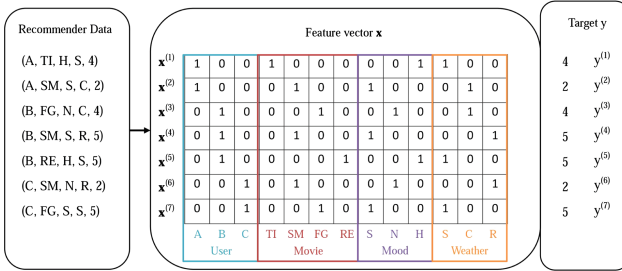 Recommender Data
(A, TI, H, S, 4)
(A, SM, S, C, 2)
(B, FG, N, C, 4)
(B, SM, S, R, 5)
(B, RE, H, S, 5)
(C, SM, N, R, 2)
(C, FG, S, S, 5)
Feature vector x
x(1) 1 0 0 1 0 0 0 0 0 1 1 0 0
x(2) 1 0 0 0 1 0 0 1 0 0 0 1 0
x(3) 0 1 0 0 0 1 0 0 1 0 0 1 0
x(4) 0 1 0 0 1 0 0 1 0 0 0 0 1
x(5) 0 1 0 0 0 0 1 0 0 1 1 0 0
x(6) 0 0 1 0 1 0 0 0 1 0 0 0 1
x(7) 0 0 1 0 0 1 0 1 0 0 1 0 0
A B C TI SM FG RE S N H S C R
User Movie Mood Weather
Target y
4 y(1)
2 y(2)
4 y(3)
5 y(4)
5 y(5)
2 y(6)
5 y(7)